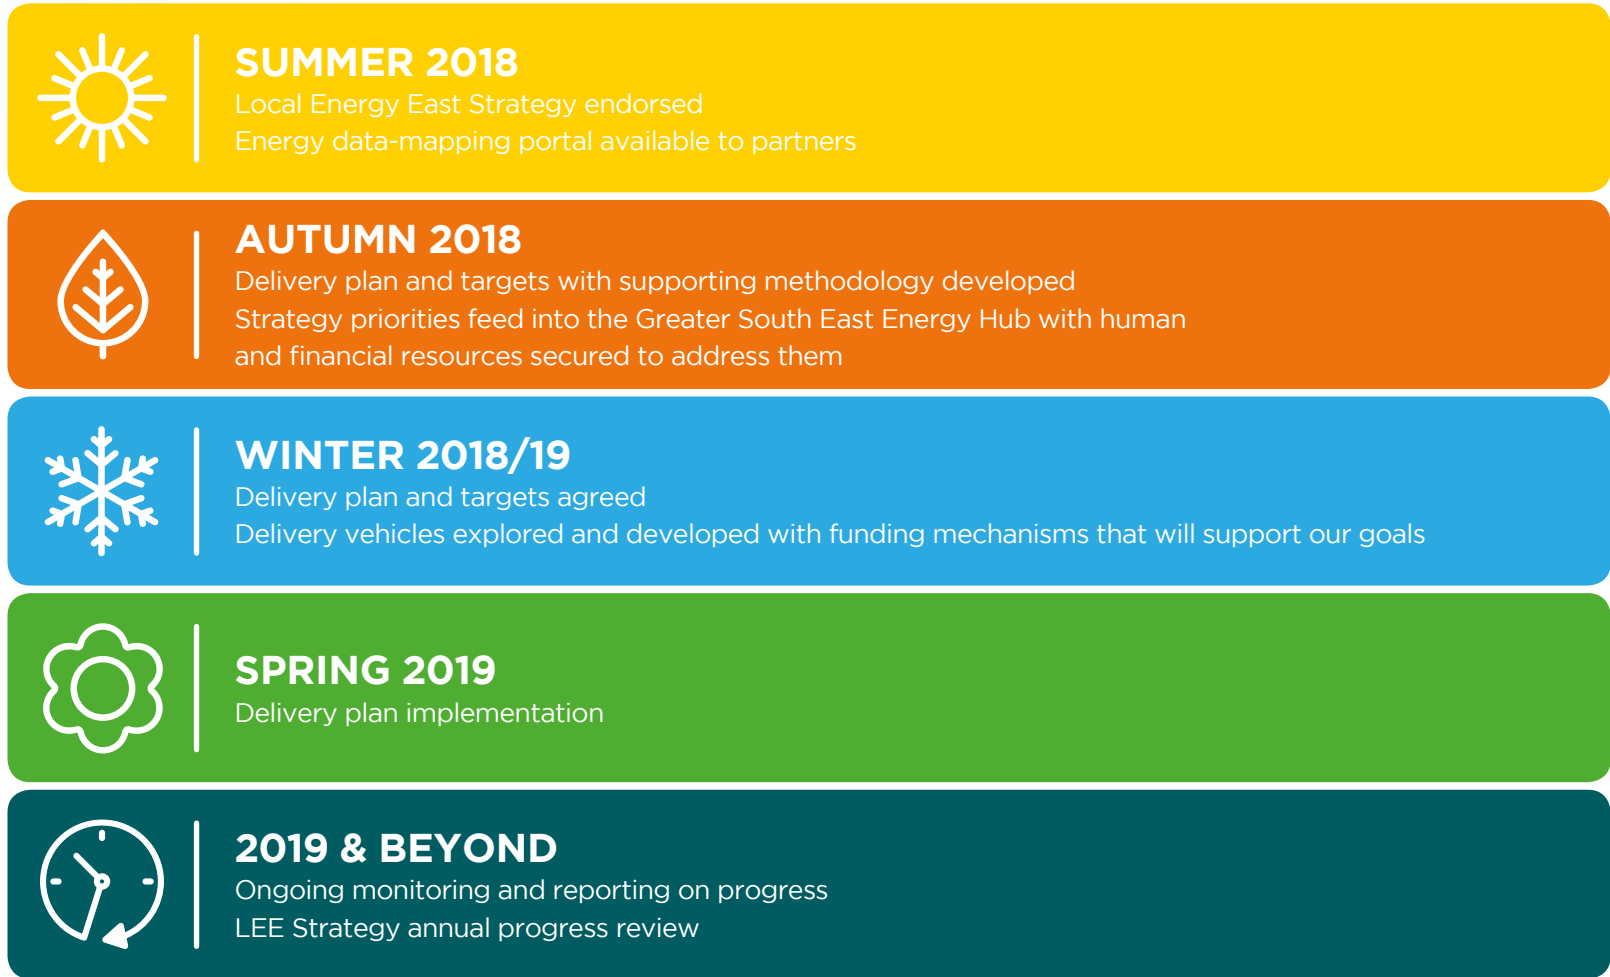 SUMMER 2018
Local Energy East Strategy endorsed
Energy data-mapping portal available to partners
AUTUMN 2018
Delivery plan and targets with supporting methodology developed
Strategy priorities feed into the Greater South East Energy Hub with human
and financial resources secured to address them
WINTER 2018/19
Delivery plan and targets agreed
Delivery vehicles explored and developed with funding mechanisms that will support our goals
SPRING 2019
Delivery plan implementation
2019 & BEYOND
Ongoing monitoring and reporting on progress
LEE Strategy annual progress review